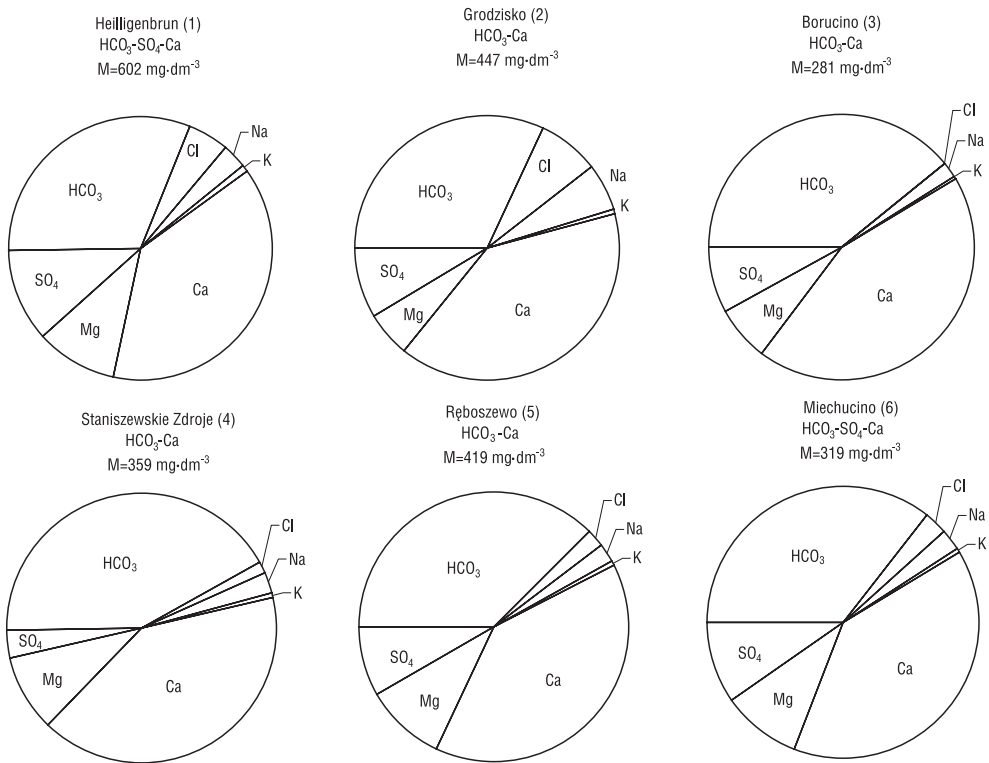 Heilligenbrun (1)
HCO₃-SO₄-Ca
M=602 mg·dm⁻³
HCO₃
Cl
Na
K
SO₄
Mg
Ca
Grodzisko (2)
HCO₃-Ca
M=447 mg·dm⁻³
HCO₃
Cl
Na
K
SO₄
Mg
Ca
Borucino (3)
HCO₃-Ca
M=281 mg·dm⁻³
HCO₃
Cl
Na
K
SO₄
Mg
Ca
Staniszewskie Zdroje (4)
HCO₃-Ca
M=359 mg·dm⁻³
HCO₃
Cl
Na
K
SO₄
Mg
Ca
Ręboszewo (5)
HCO₃-Ca
M=419 mg·dm⁻³
HCO₃
Cl
Na
K
SO₄
Mg
Ca
Miechucino (6)
HCO₃-SO₄-Ca
M=319 mg·dm⁻³
HCO₃
Cl
Na
K
SO₄
Mg
Ca